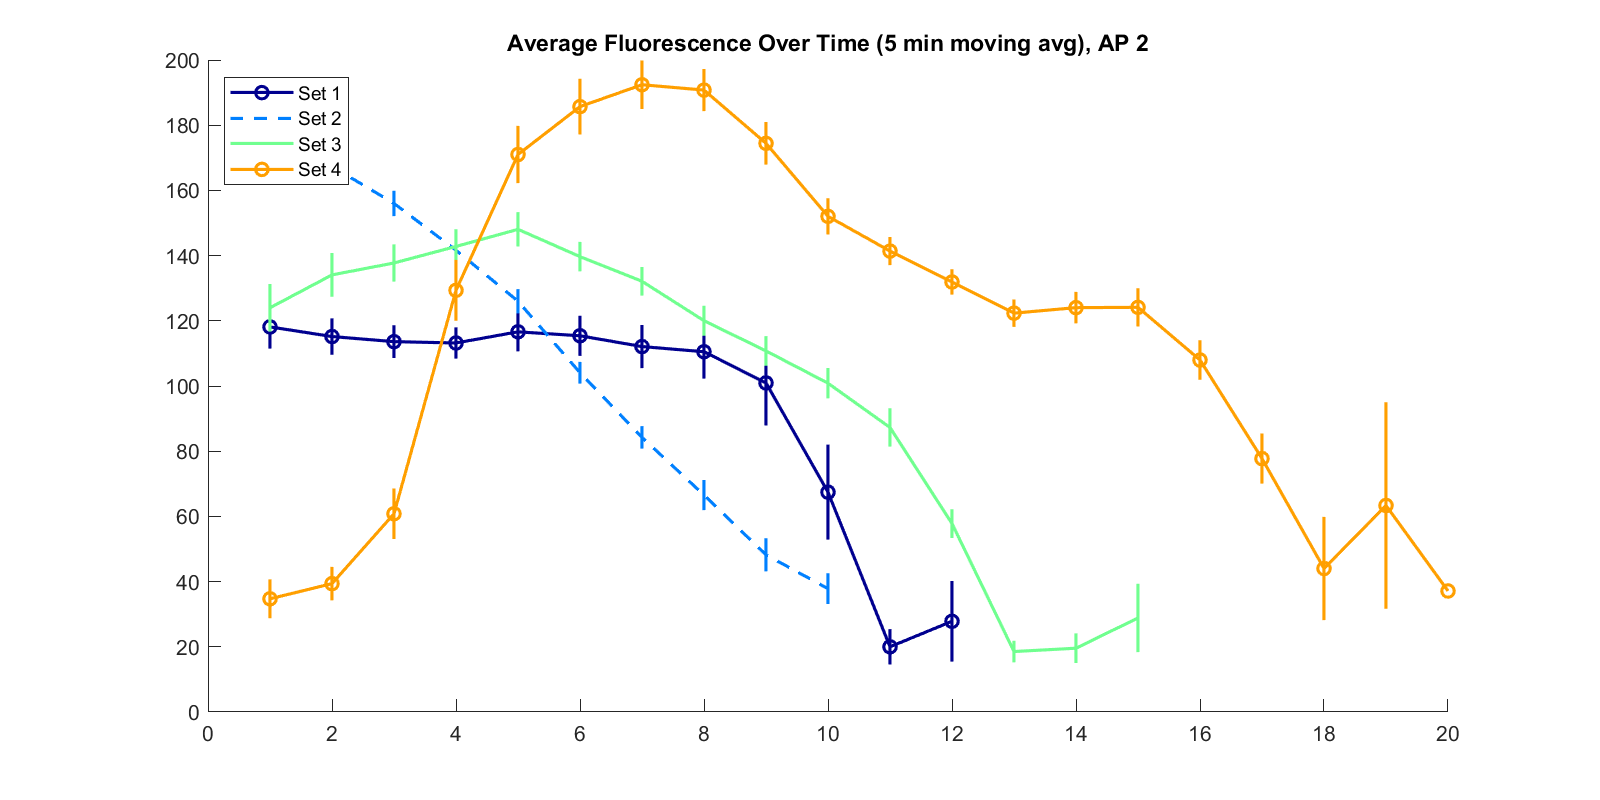 Average Fluorescence Over Time (5 min moving avg), AP 2
200
180
160
140
120
100
80
60
40
20
0
Set 1
Set 2
Set 3
Set 4
0 2 4 6 8 10 12 14 16 18 20